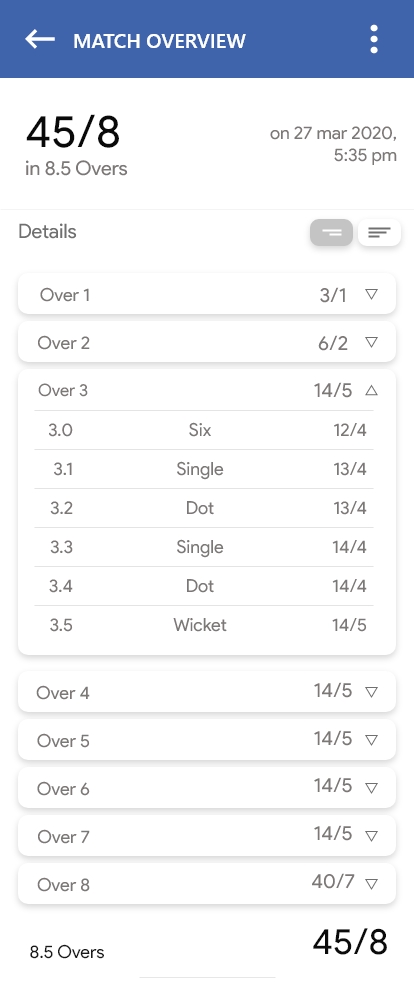 MATCH OVERVIEW
45/8
in 8.5 Overs
on 27 mar 2020,
5:35 pm
Details
Over 1 3/1
Over 2 6/2
Over 3 14/5
3.0 Six 12/4
3.1 Single 13/4
3.2 Dot 13/4
3.3 Single 14/4
3.4 Dot 14/4
3.5 Wicket 14/5
Over 4 14/5
Over 5 14/5
Over 6 14/5
Over 7 14/5
Over 8 40/7
8.5 Overs 45/8